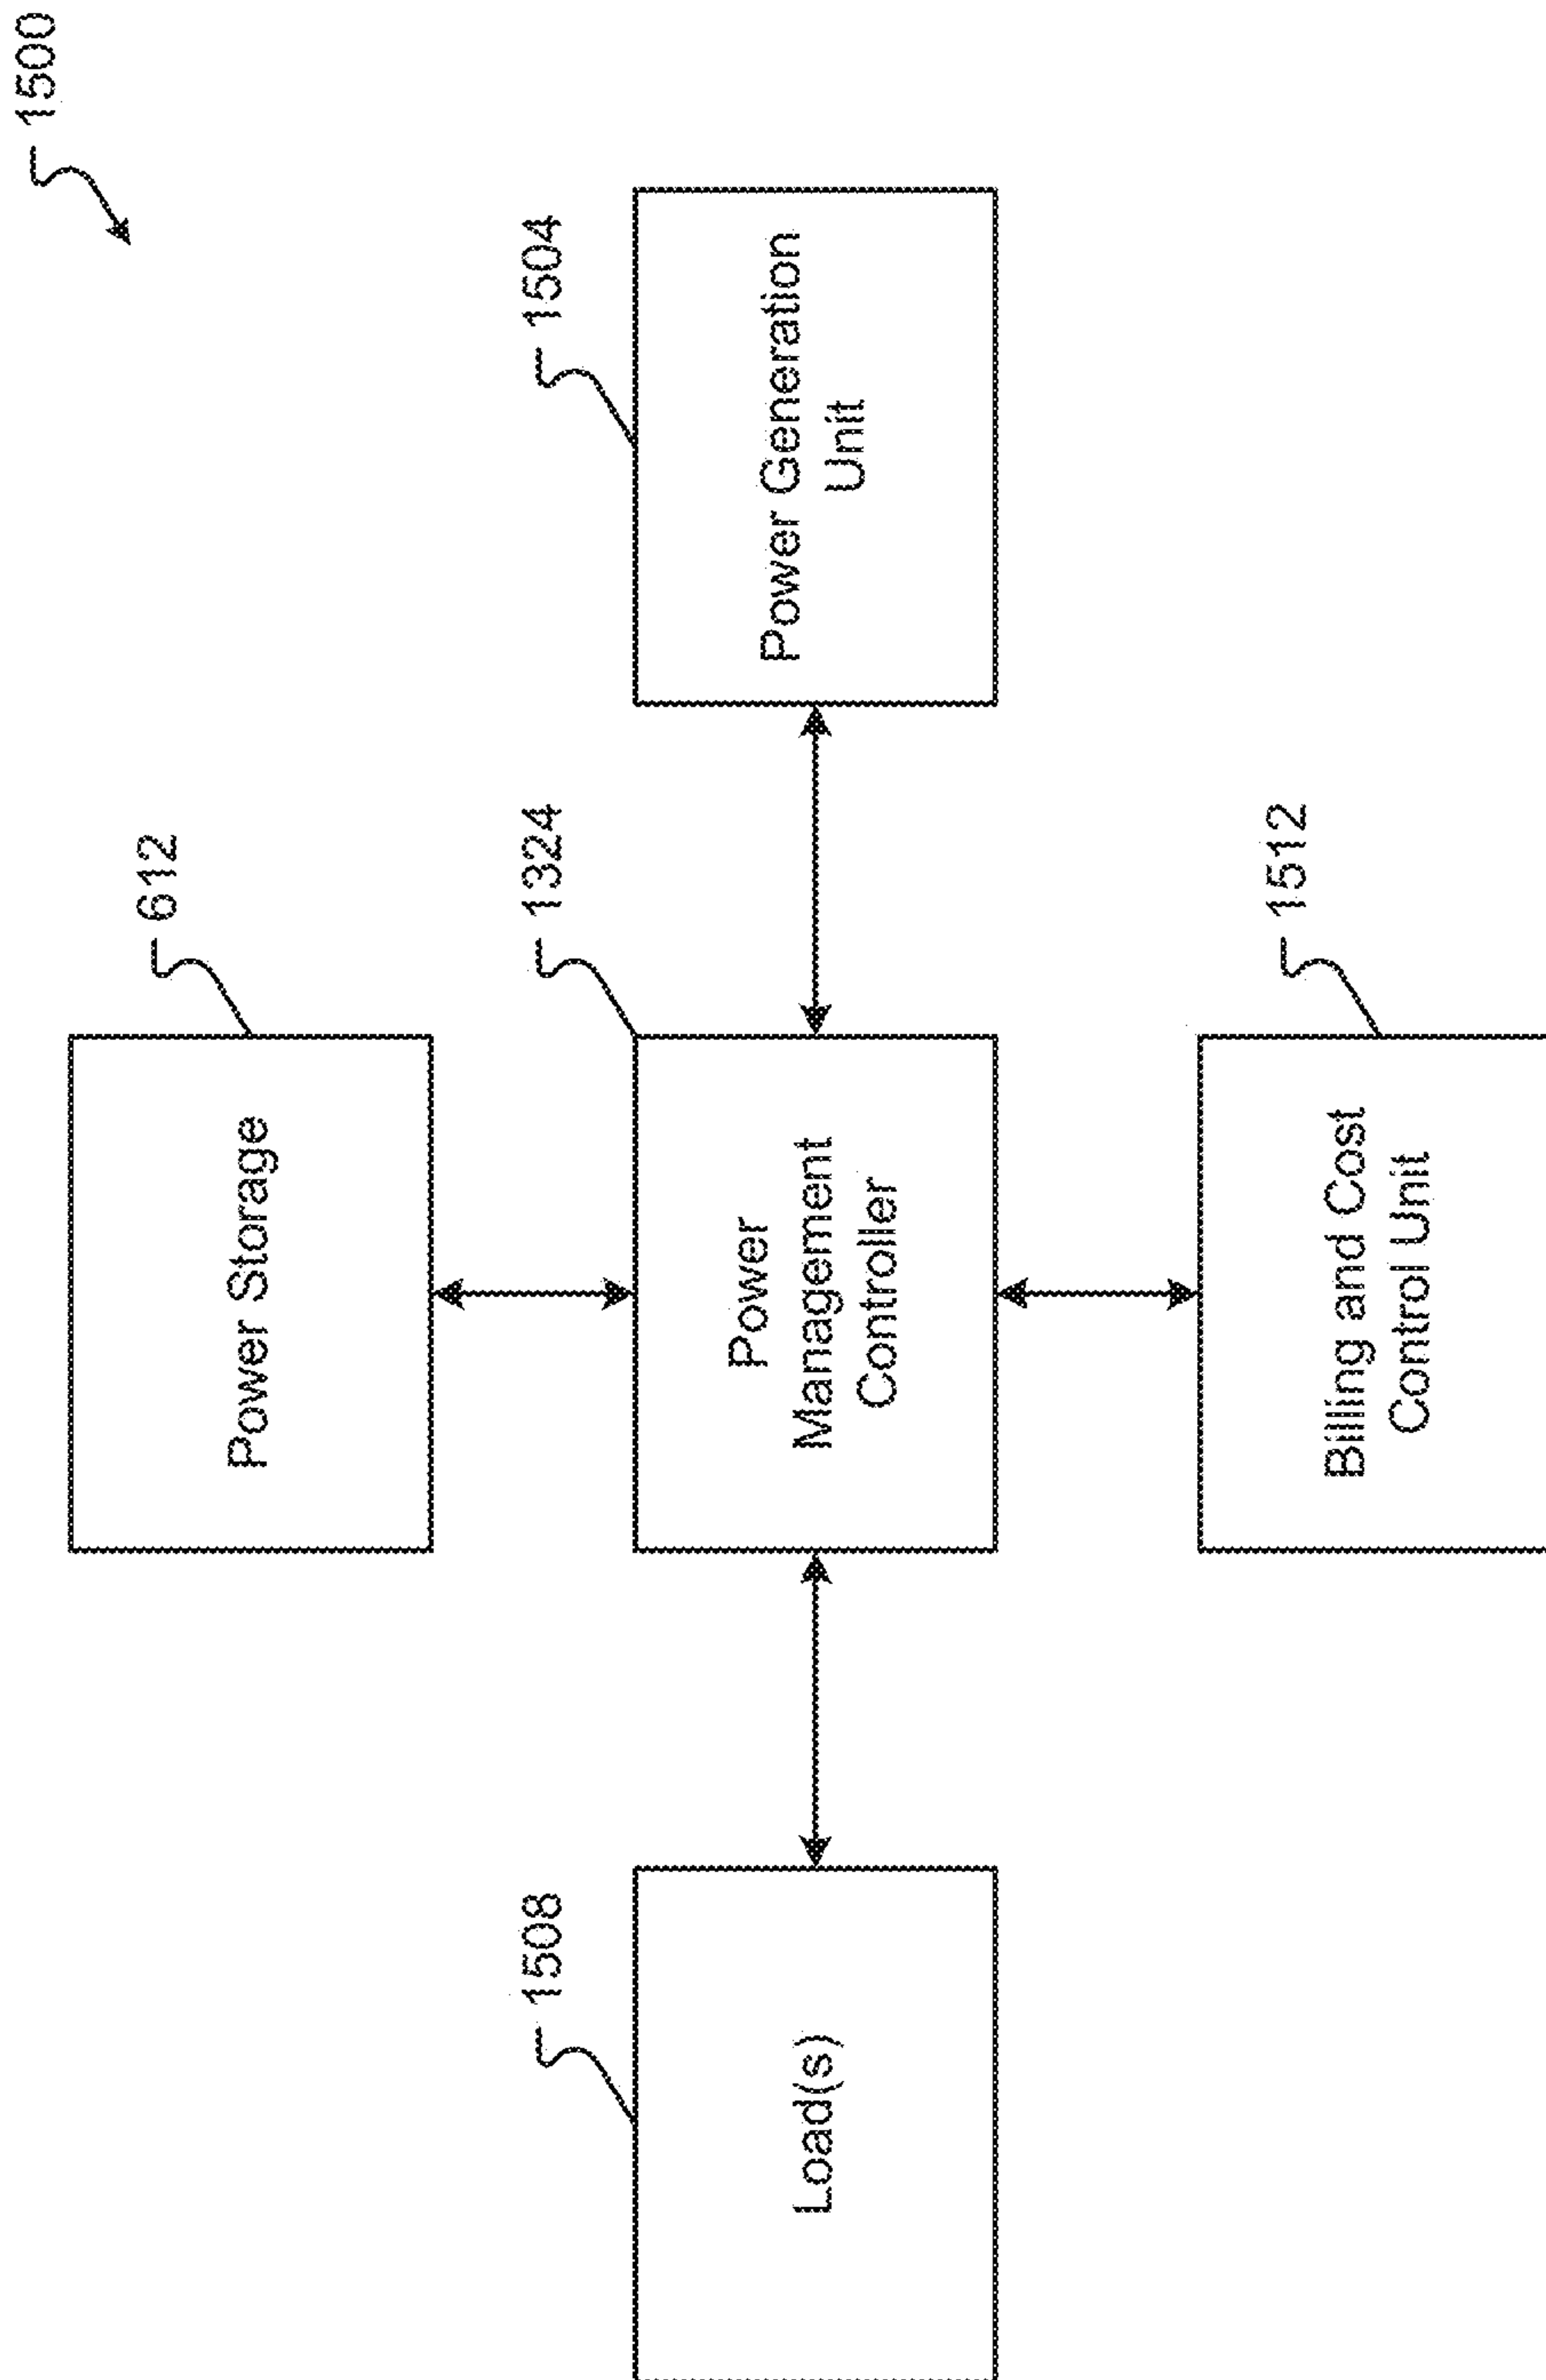 1500
612
Power Storage
1508
Load(s)
1324
Power
Management
Controller
1504
Power Generation
Unit
1512
Billing and Cost
Control Unit